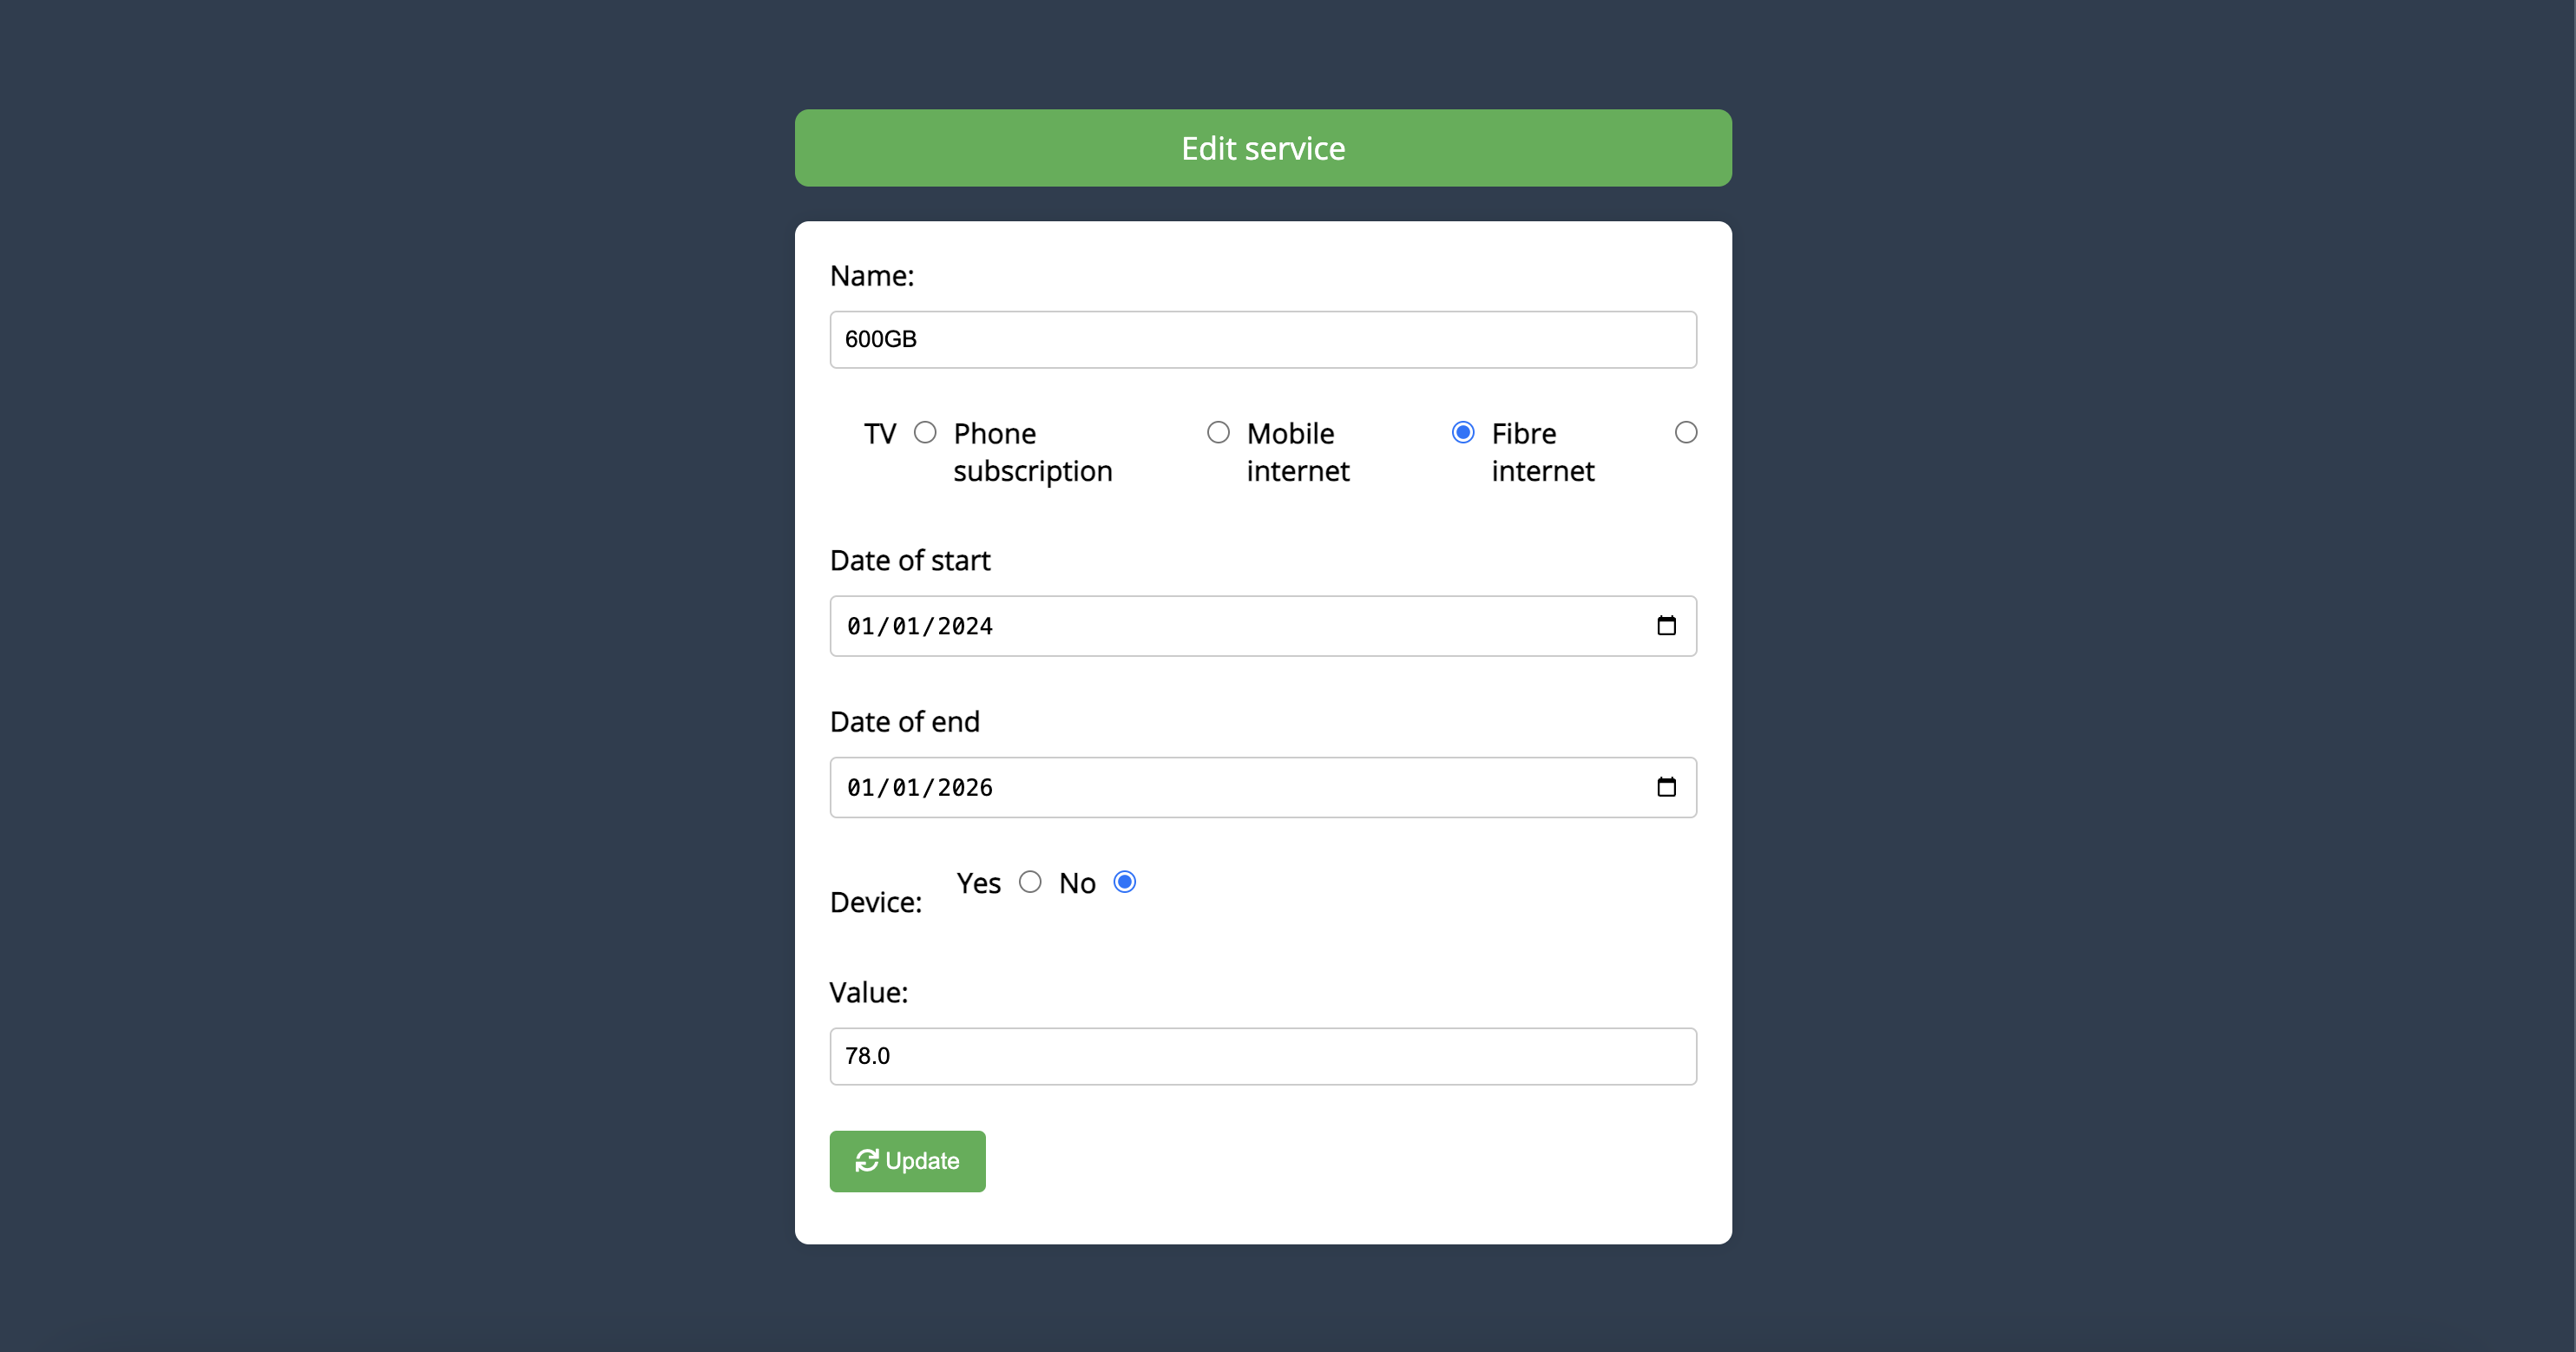 Edit service
Name:
600GB
TV Phone Mobile Fibre
subscription internet internet
Date of start
01/01/2024
Date of end
01/01/2026
Yes No
Device:
Value:
78.0
Update